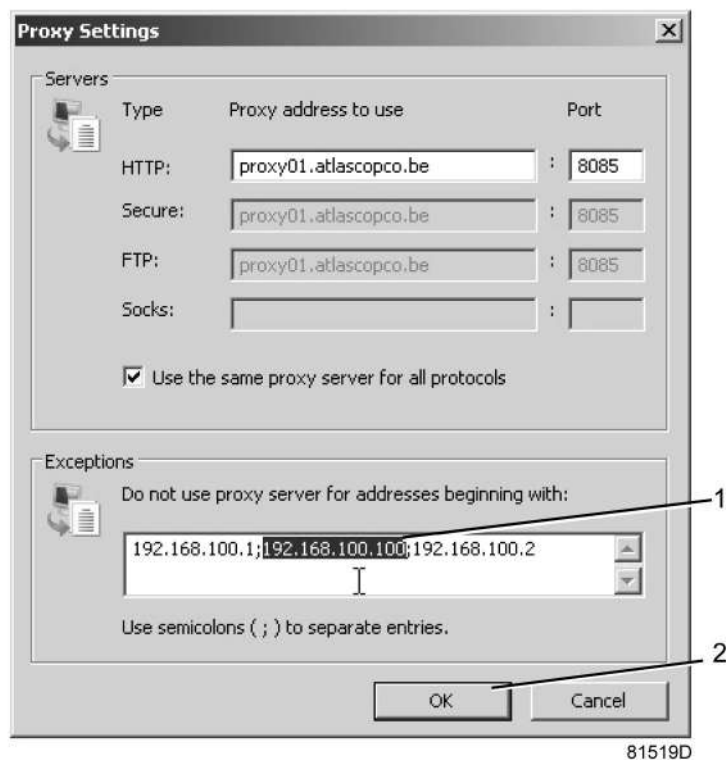 Proxy Settings
Servers
Type Proxy address to use Port
HTTP: proxy01.atlascopco.be : 8085
Secure: proxy01.atlascopco.be : 8085
FTP: proxy01.atlascopco.be : 8085
Socks: :
Use the same proxy server for all protocols
Exceptions
Do not use proxy server for addresses beginning with:
1
192.168.100.1;192.168.100.100;192.168.100.2
Use semicolons ( ; ) to separate entries.
2
OK Cancel
81519D